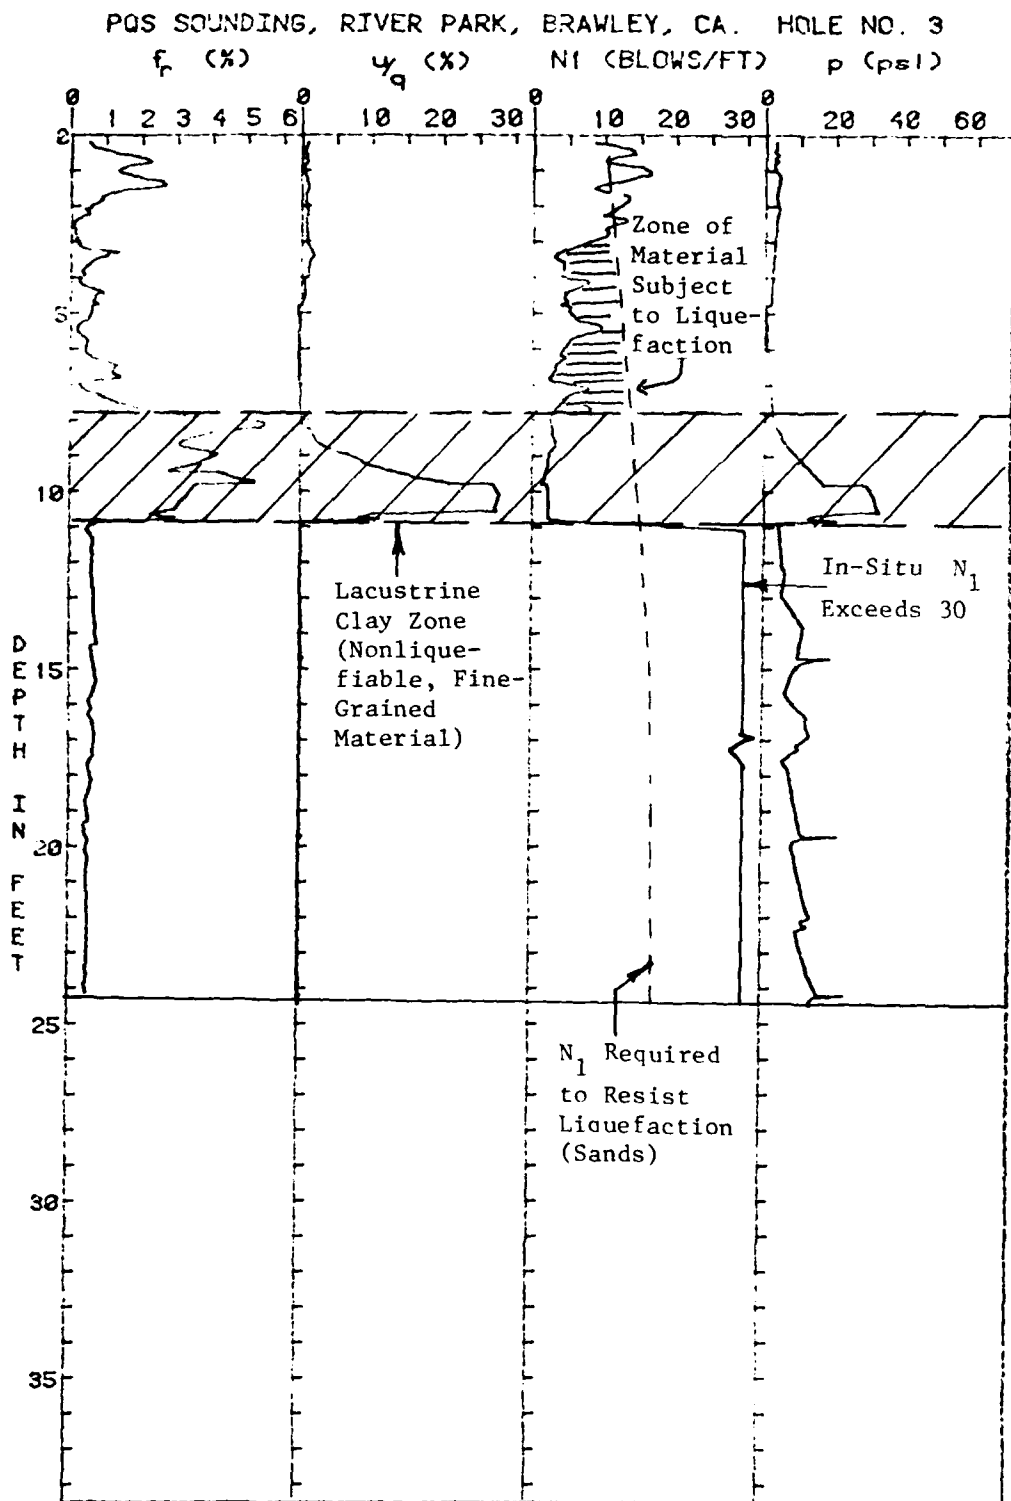 PQS SOUNDING, RIVER PARK, BRAWLEY, CA. HOLE NO. 3
fr (%) u/q (%) N1 (BLOWS/FT) p (psi)
0 1 2 3 4 5 0 10 20 30 0 10 20 30 0 20 40 60
Zone of
Material
Subject
to Lique-
faction
5
10
In-Situ N1
Exceeds 30
Lacustrine
Clay Zone
(Nonlique-
fiable, Fine-
Grained
Material)
DEPTH IN FEET
15
20
25
N1 Required
to Resist
Liquefaction
(Sands)
30
35